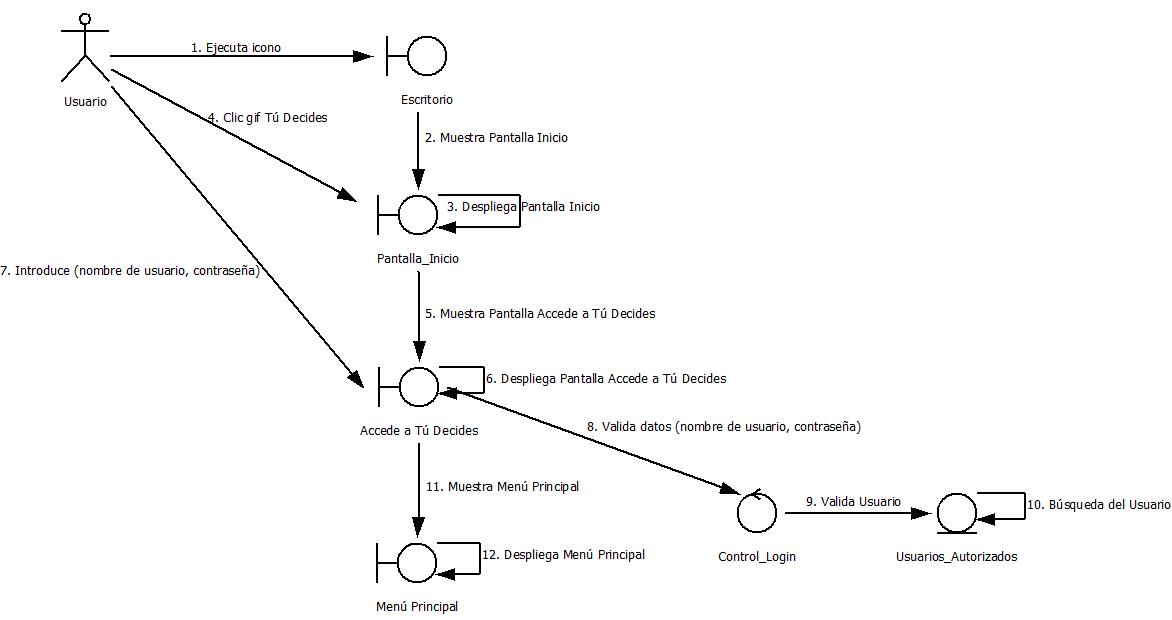 1. Ejecuta icono
Usuario
Escritorio
4. Clic gif Tú Decides
2. Muestra Pantalla Inicio
3. Despliega Pantalla Inicio
Pantalla_Inicio
7. Introduce (nombre de usuario, contraseña)
5. Muestra Pantalla Accede a Tú Decides
6. Despliega Pantalla Accede a Tú Decides
Accede a Tú Decides
8. Valida datos (nombre de usuario, contraseña)
11. Muestra Menú Principal
9. Valida Usuario
10. Búsqueda del Usuario
12. Despliega Menú Principal
Control_Login
Usuarios_Autorizados
Menú Principal